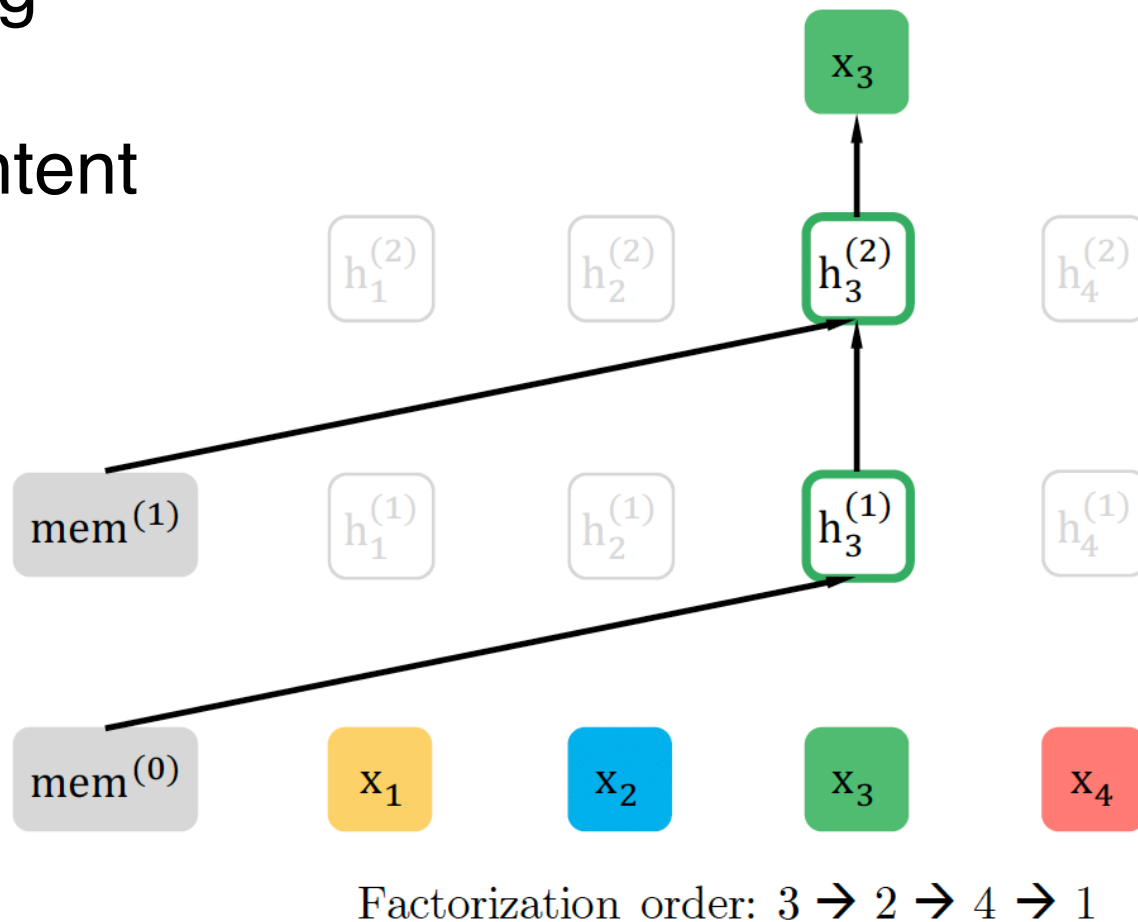 g
ntent
x₃
h₁⁽²⁾ h₂⁽²⁾ h₃⁽²⁾ h₄⁽²⁾
mem⁽¹⁾ h₁⁽¹⁾ h₂⁽¹⁾ h₃⁽¹⁾ h₄⁽¹⁾
mem⁽⁰⁾ x₁ x₂ x₃ x₄
Factorization order: 3 → 2 → 4 → 1